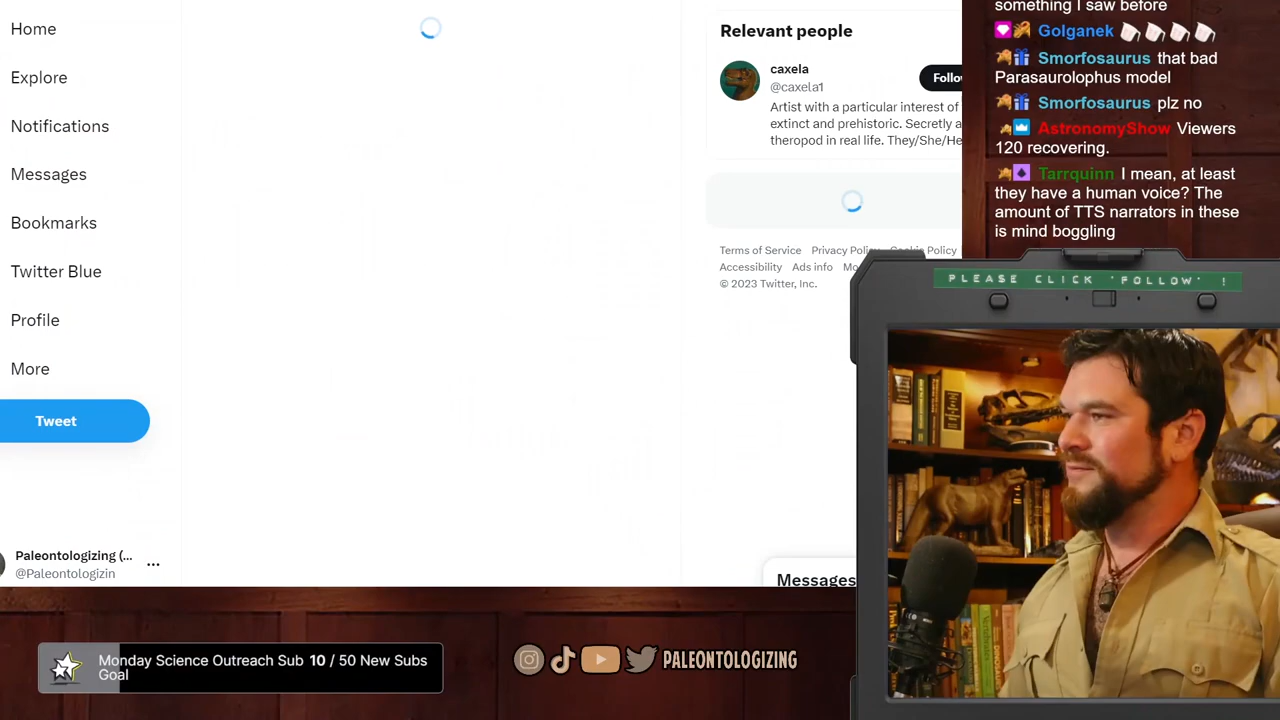 Home
Explore
Notifications
Messages
Bookmarks
Twitter Blue
Profile
More
Tweet
Paleontologizing (...
@Paleontologizin
Relevant people
caxela
@caxela1
Artist with a particular interest of
extinct and prehistoric. Secretly a
theropod in real life. They/She/He
Terms of Service Privacy Policy Cookie Policy
Accessibility Ads info
© 2023 Twitter, Inc.
Messages
something I saw before
Golganek
Smorfosaurus that bad
Parasaurolophus model
Smorfosaurus plz no
AstronomyShow Viewers
120 recovering.
Tarrquinn I mean, at least
they have a human voice? The
amount of TTS narrators in these
is mind boggling
PLEASE CLICK 'FOLLOW' !
Monday Science Outreach Sub 10 / 50 New Subs
Goal
PALEONTOLOGIZING